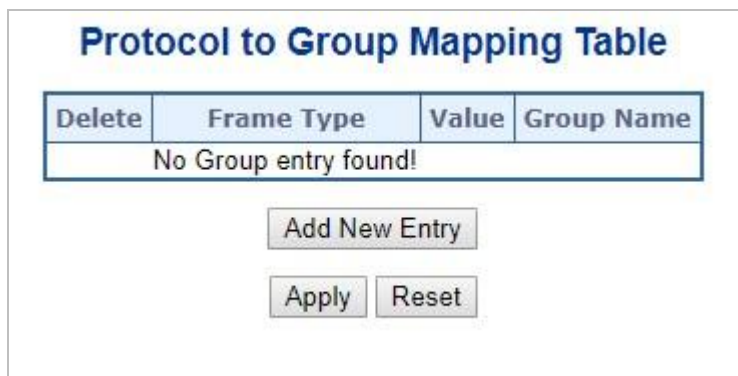 Protocol to Group Mapping Table
Delete Frame Type Value Group Name
No Group entry found!
Add New Entry
Apply Reset